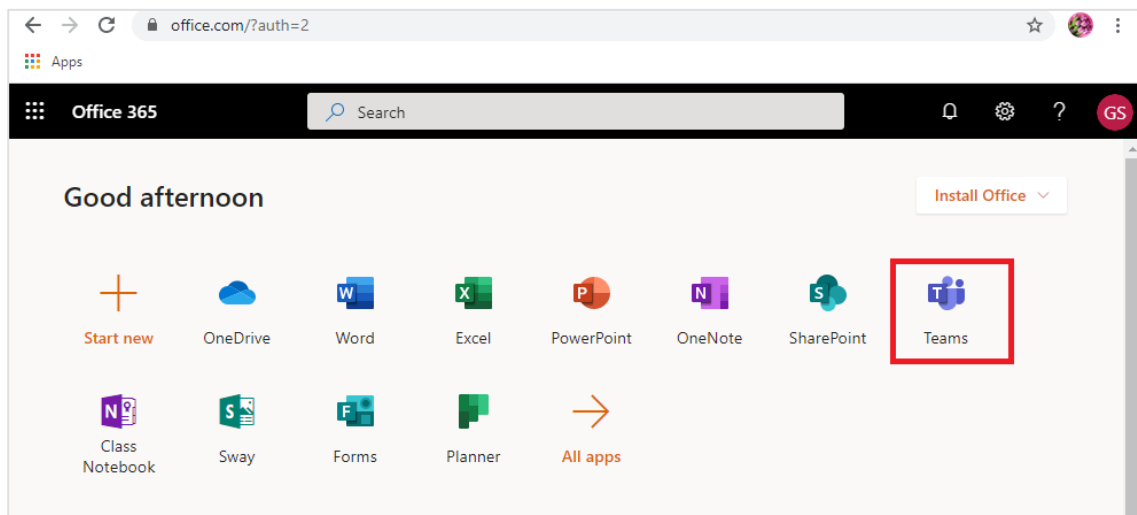 office.com/?auth=2
Apps
Office 365
Search
?
GS
Good afternoon
Install Office
Start new
OneDrive
Word
Excel
PowerPoint
OneNote
SharePoint
Teams
Class
Notebook
Sway
Forms
Planner
All apps